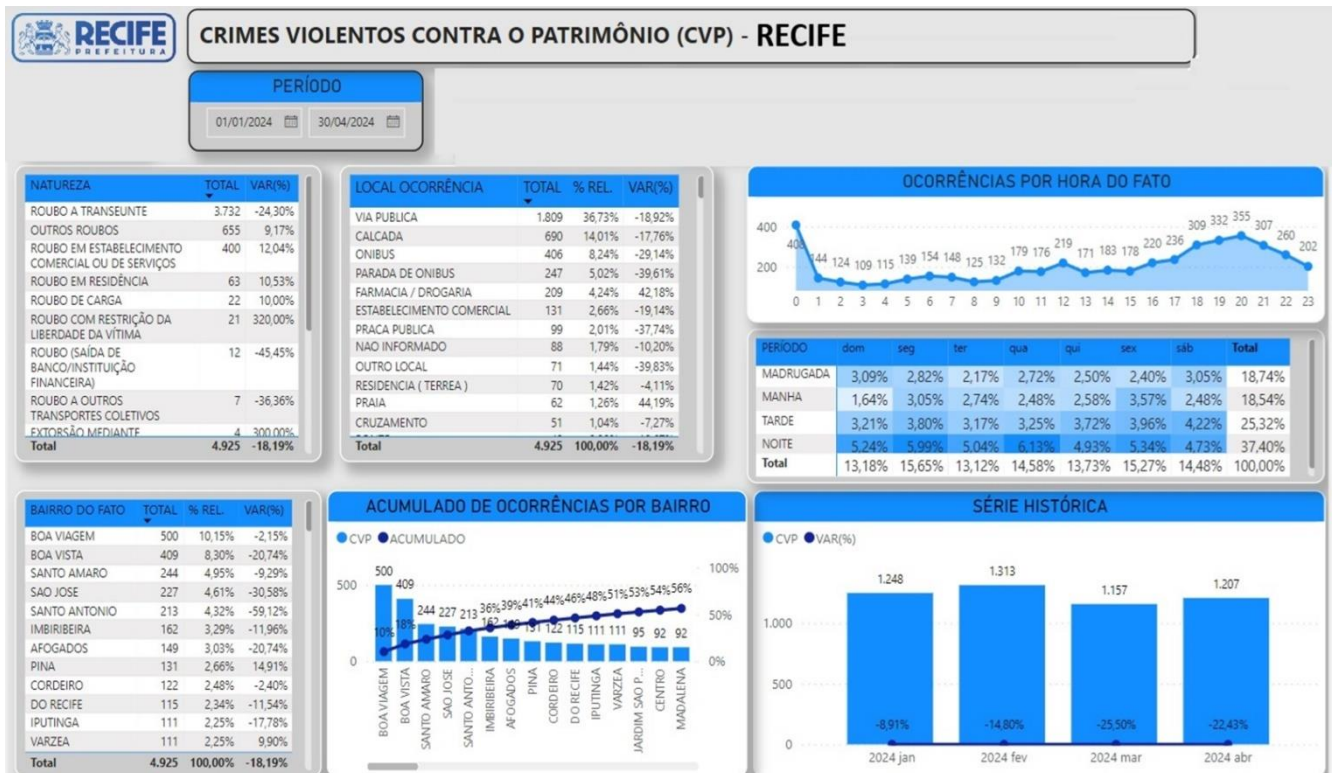 RECIFE
PREFEITURA
CRIMES VIOLENTOS CONTRA O PATRIMÔNIO (CVP) - RECIFE
PERÍODO
01/01/2024 30/04/2024
NATUREZA TOTAL VAR(%)
ROUBO A TRANSEUNTE 3.732 -24,30%
OUTROS ROUBOS 655 9,17%
ROUBO EM ESTABELECIMENTO 400 12,04%
COMERCIAL OU DE SERVIÇOS
ROUBO EM RESIDÊNCIA 63 10,53%
ROUBO DE CARGA 22 10,00%
ROUBO COM RESTRIÇÃO DA 21 320,00%
LIBERDADE DA VÍTIMA
ROUBO (SAÍDA DE 12 -45,45%
BANCO/INSTITUIÇÃO
FINANCEIRA)
ROUBO A OUTROS 7 -36,36%
TRANSPORTES COLETIVOS
EXTORSÃO MEDIANTE 4 300,00%
Total 4.925 -18,19%
LOCAL OCORRÊNCIA TOTAL % REL. VAR(%)
VIA PUBLICA 1.809 36,73% -18,92%
CALCADA 690 14,01% -17,76%
ONIBUS 406 8,24% -29,14%
PARADA DE ONIBUS 247 5,02% -39,61%
FARMACIA / DROGARIA 209 4,24% 42,18%
ESTABELECIMENTO COMERCIAL 131 2,66% -19,14%
PRACA PUBLICA 99 2,01% -37,74%
NAO INFORMADO 88 1,79% -10,20%
OUTRO LOCAL 71 1,44% -39,83%
RESIDENCIA ( TERREA ) 70 1,42% -4,11%
PRAIA 62 1,26% 44,19%
CRUZAMENTO 51 1,04% -7,27%
Total 4.925 100,00% -18,19%
OCORRÊNCIAS POR HORA DO FATO
400
200
408 144 124 109 115 139 154 148 125 132 179 176 219 171 183 178 220 236 309 332 355 307 260 202
0 1 2 3 4 5 6 7 8 9 10 11 12 13 14 15 16 17 18 19 20 21 22 23
PERÍODO dom seg ter qua qui sex sáb Total
MADRUGADA 3,09% 2,82% 2,17% 2,72% 2,50% 2,40% 3,05% 18,74%
MANHA 1,64% 3,05% 2,74% 2,48% 2,58% 3,57% 2,48% 18,54%
TARDE 3,21% 3,80% 3,17% 3,25% 3,72% 3,96% 4,22% 25,32%
NOITE 5,24% 5,99% 5,04% 6,13% 4,93% 5,34% 4,73% 37,40%
Total 13,18% 15,65% 13,12% 14,58% 13,73% 15,27% 14,48% 100,00%
BAIRRO DO FATO TOTAL % REL. VAR(%)
BOA VIAGEM 500 10,15% -2,15%
BOA VISTA 409 8,30% -20,74%
SANTO AMARO 244 4,95% -9,29%
SAO JOSE 227 4,61% -30,58%
SANTO ANTONIO 213 4,32% -59,12%
IMBIRIBEIRA 162 3,29% -11,96%
AFOGADOS 149 3,03% -20,74%
PINA 131 2,66% 14,91%
CORDEIRO 122 2,48% -2,40%
DO RECIFE 115 2,34% -11,54%
IPUTINGA 111 2,25% -17,78%
VARZEA 111 2,25% 9,90%
Total 4.925 100,00% -18,19%
ACUMULADO DE OCORRÊNCIAS POR BAIRRO
CVP ACUMULADO
500
0
100%
50%
0%
10% 18% 36% 39% 41% 44% 46% 48% 51% 53% 54% 56%
500 409 244 227 213 162 149 131 122 115 111 111 95 92 92
BOA VIAGEM
BOA VISTA
SANTO AMARO
SAO JOSE
SANTO ANTO...
IMBIRIBEIRA
AFOGADOS
PINA
CORDEIRO
DO RECIFE
IPUTINGA
VARZEA
JARDIM SAO P...
CENTRO
MADALENA
SÉRIE HISTÓRICA
CVP VAR(%)
1.000
500
0
1.248 1.313 1.157 1.207
-8,91% -14,80% -25,50% -22,43%
2024 jan 2024 fev 2024 mar 2024 abr